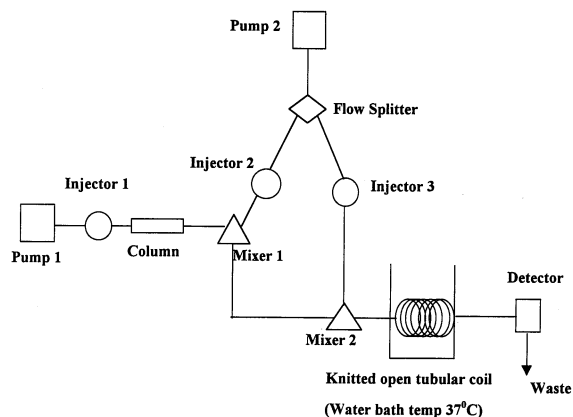 Pump 2
Flow Splitter
Injector 2
Injector 1
Injector 3
Pump 1
Column
Mixer 1
Detector
Mixer 2
Waste
Knitted open tubular coil
(Water bath temp 37⁰C)